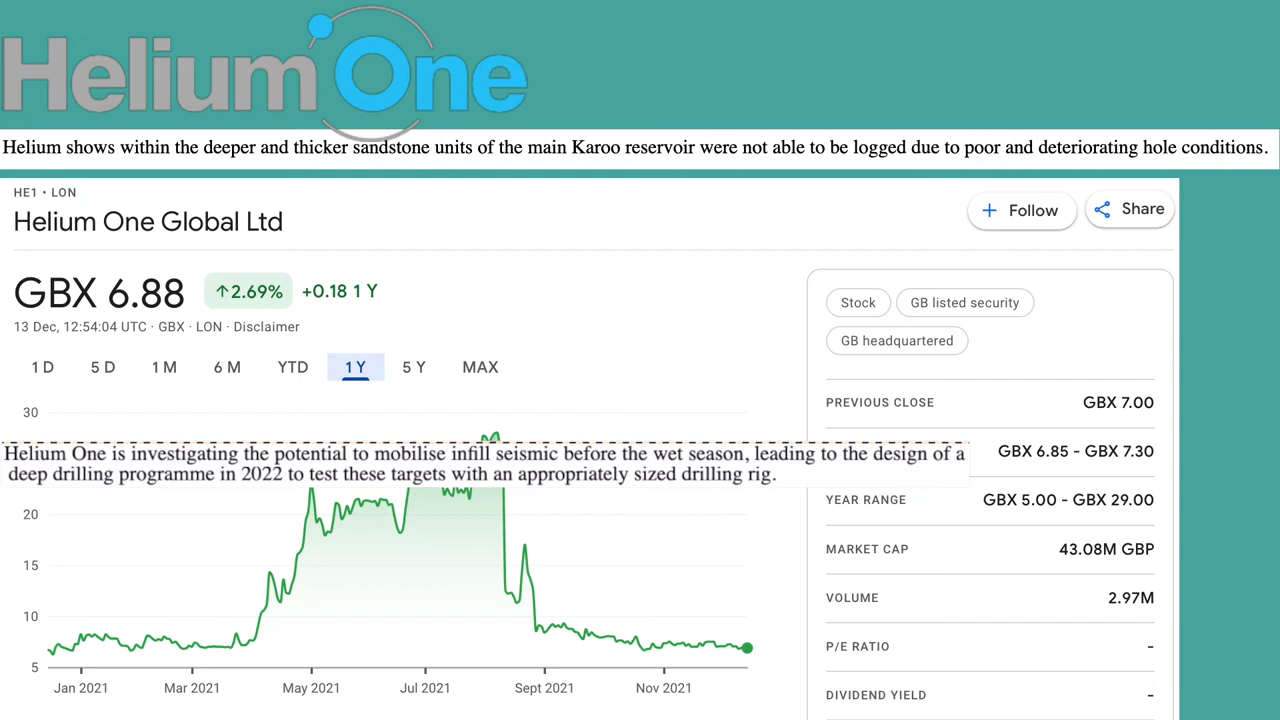 Helium One
Helium shows within the deeper and thicker sandstone units of the main Karoo reservoir were not able to be logged due to poor and deteriorating hole conditions.
HE1 • LON
Helium One Global Ltd
+ Follow
Share
GBX 6.88 ↑2.69% +0.18 1 Y
13 Dec, 12:54:04 UTC · GBX · LON · Disclaimer
1 D 5 D 1 M 6 M YTD 1 Y 5 Y MAX
30
Helium One is investigating the potential to mobilise infill seismic before the wet season, leading to the design of a
deep drilling programme in 2022 to test these targets with an appropriately sized drilling rig.
20
15
10
5
Jan 2021 Mar 2021 May 2021 Jul 2021 Sept 2021 Nov 2021
Stock GB listed security
GB headquartered
PREVIOUS CLOSE GBX 7.00
GBX 6.85 - GBX 7.30
YEAR RANGE GBX 5.00 - GBX 29.00
MARKET CAP 43.08M GBP
VOLUME 2.97M
P/E RATIO -
DIVIDEND YIELD -